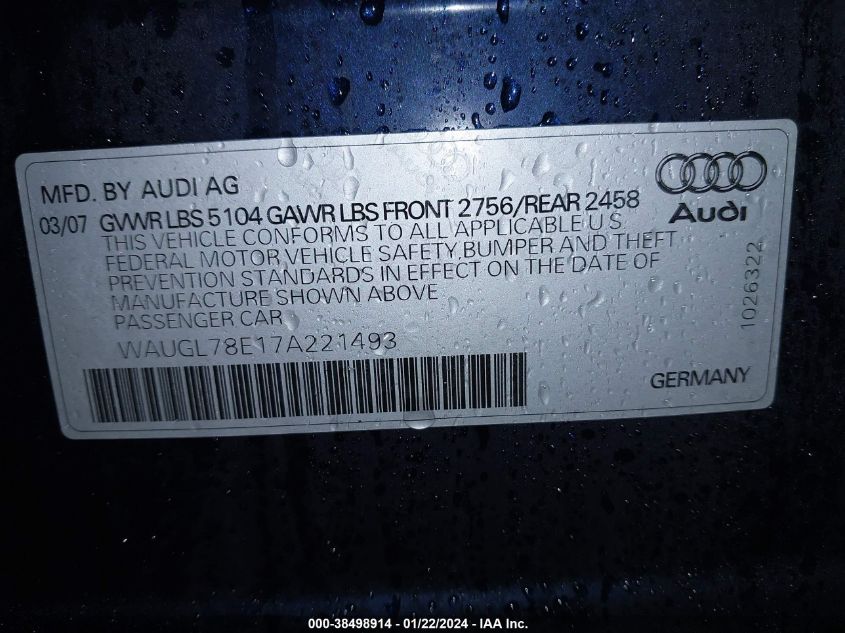 MFD. BY AUDI AG
03/07 GVWR LBS 5104 GAWR LBS FRONT 2756/REAR 2458
THIS VEHICLE CONFORMS TO ALL APPLICABLE U S
FEDERAL MOTOR VEHICLE SAFETY, BUMPER AND THEFT
PREVENTION STANDARDS IN EFFECT ON THE DATE OF
MANUFACTURE SHOWN ABOVE
PASSENGER CAR
WAUGL78E17A221493
Audi
1026322
GERMANY
000-38498914 - 01/22/2024 - IAA Inc.